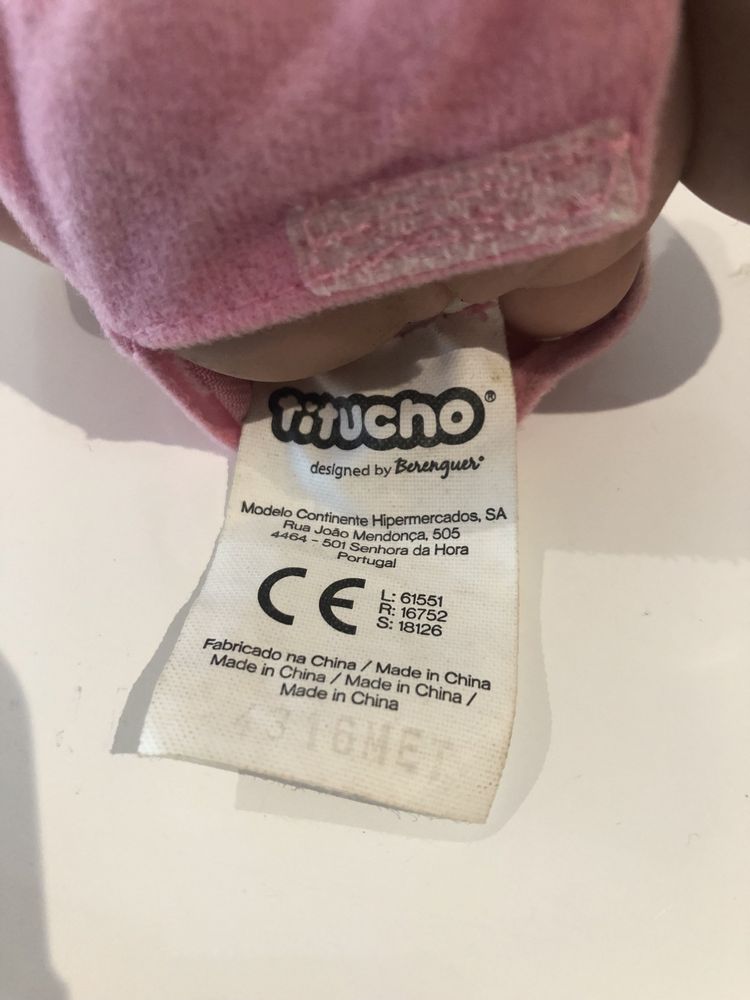 Titucho®
designed by Berenguer®
Modelo Continente Hipermercados, SA
Rua João Mendonça, 505
4464 - 501 Senhora da Hora
Portugal
CE
L: 61551
R: 16752
S: 18126
Fabricado na China / Made in China
Made in China / Made in China /
Made in China
4316MET